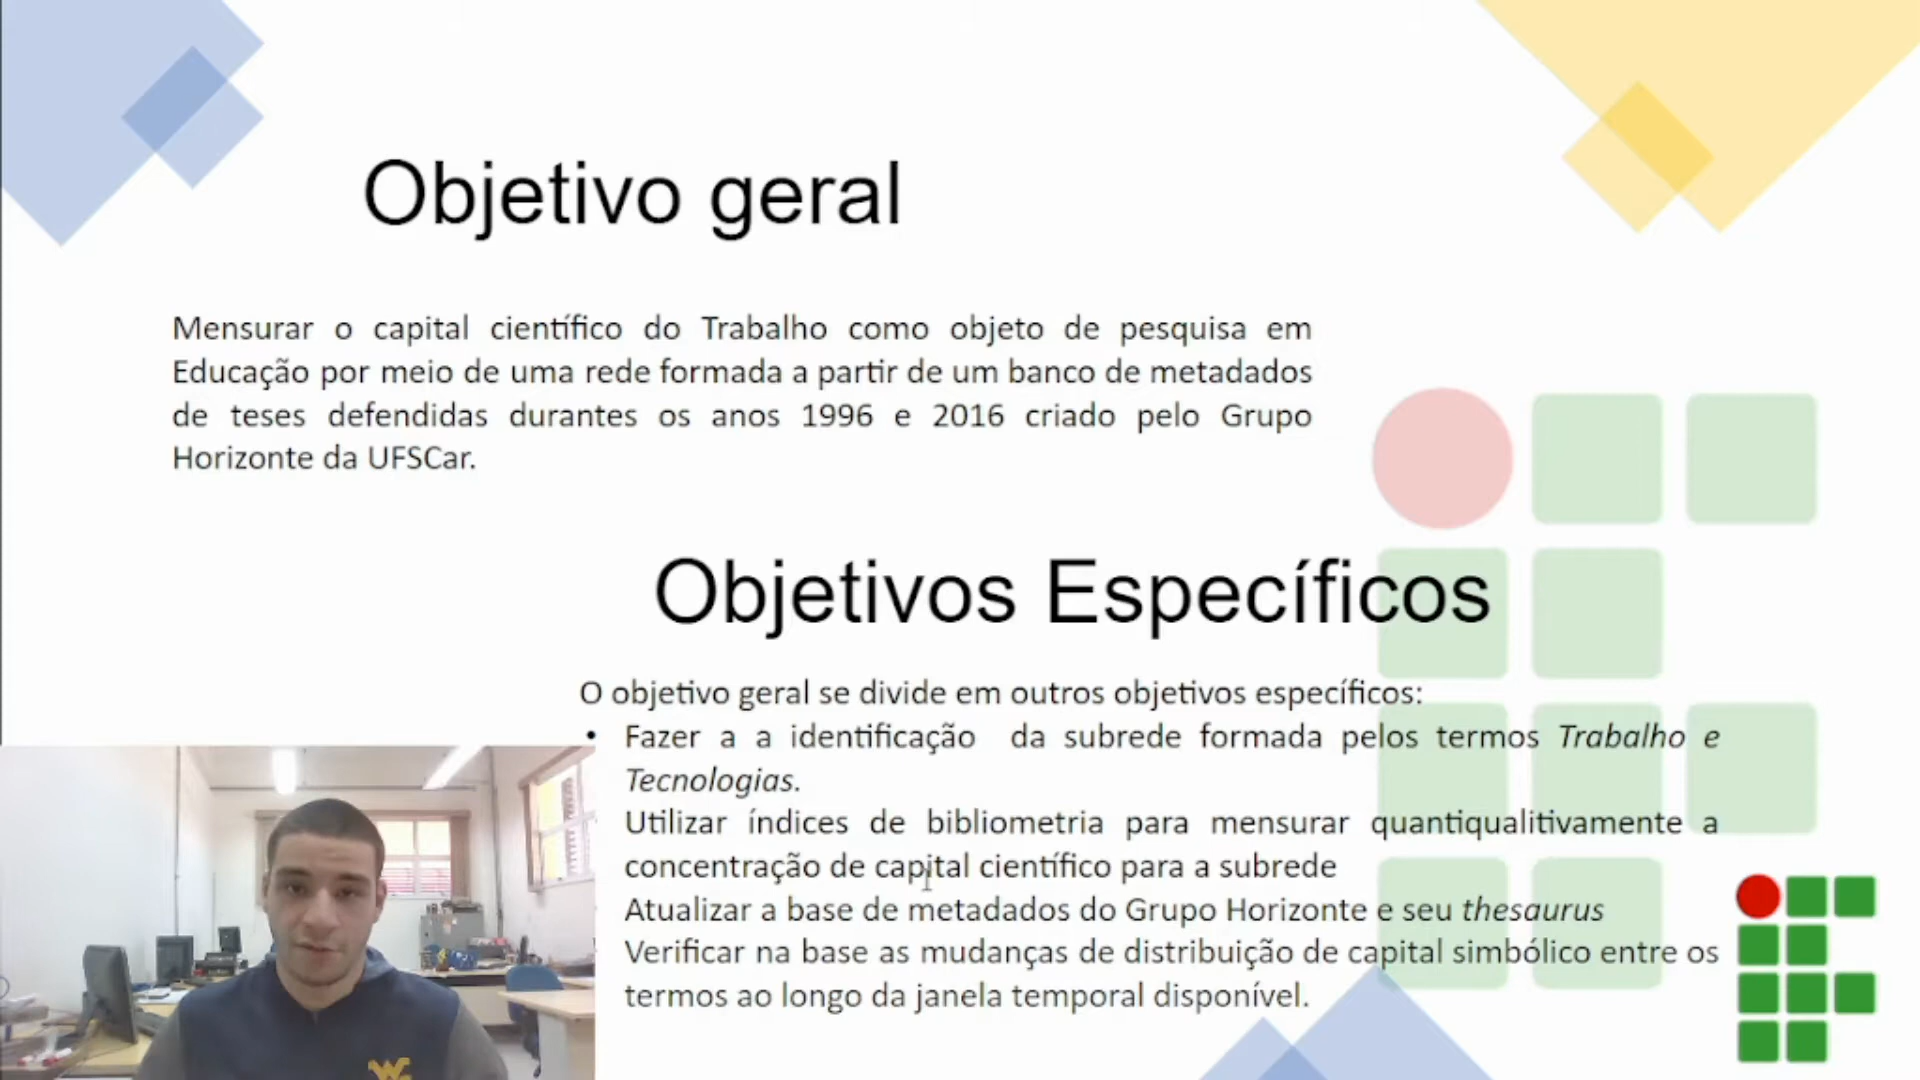 Objetivo geral
Mensurar o capital científico do Trabalho como objeto de pesquisa em
Educação por meio de uma rede formada a partir de um banco de metadados
de teses defendidas durantes os anos 1996 e 2016 criado pelo Grupo
Horizonte da UFSCar.
Objetivos Específicos
O objetivo geral se divide em outros objetivos específicos:
• Fazer a a identificação da subrede formada pelos termos Trabalho e
Tecnologias.
Utilizar índices de bibliometria para mensurar quantiqualitivamente a
concentração de capital científico para a subrede
Atualizar a base de metadados do Grupo Horizonte e seu thesaurus
Verificar na base as mudanças de distribuição de capital simbólico entre os
termos ao longo da janela temporal disponível.